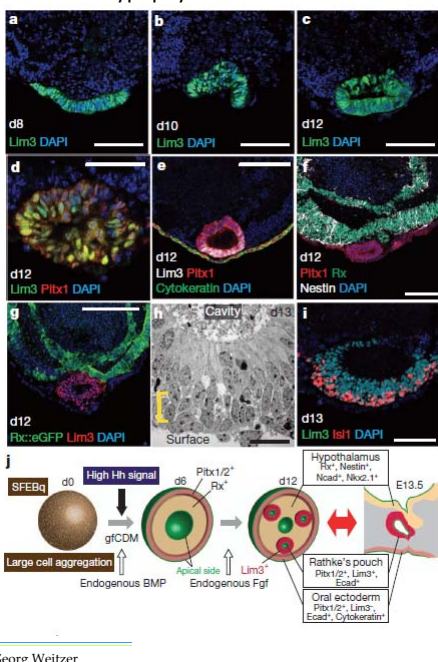 a
d8
Lim3 DAPI
b
d10
Lim3 DAPI
c
d12
Lim3 DAPI
d
d12
Lim3 Pitx1 DAPI
e
d12
Lim3 Pitx1
Cytokeratin DAPI
f
d12
Pitx1 Rx
Nestin DAPI
g
d12
Rx::eGFP Lim3 DAPI
h
Cavity
d13
Surface
i
d13
Lim3 Isl1 DAPI
j
SFEBq
d0
High Hh signal
d6
Pitx1/2+
Rx+
d12
Hypothalamus
Rx+, Nestin+,
Ncad+, Nkx2.1+
E13.5
gfCDM
Large cell aggregation
Endogenous BMP
Apical side
Endogenous Fgf
Lim3+
Rathke's pouch
Pitx1/2+, Lim3+,
Ecad+
Oral ectoderm
Pitx1/2+, Lim3-,
Ecad+, Cytokeratin+
Georg Weitzer